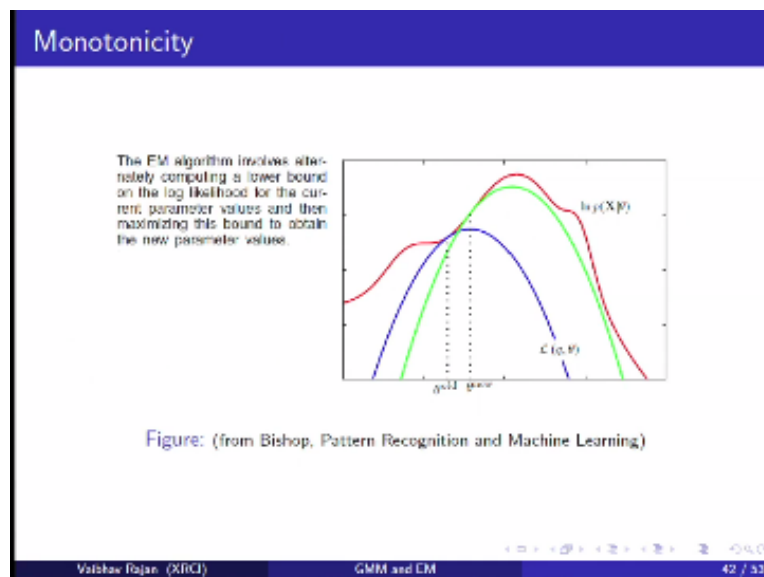 Monotonicity
The EM algorithm involves alter-
nately computing a lower bound
on the log likelihood for the cur-
rent parameter values and then
maximizing this bound to obtain
the new parameter values.
ln p(X|θ)
L (q, θ)
θold θnew
Figure: (from Bishop, Pattern Recognition and Machine Learning)
Vaibhav Rajan (XRCI) GMM and EM 42 / 53